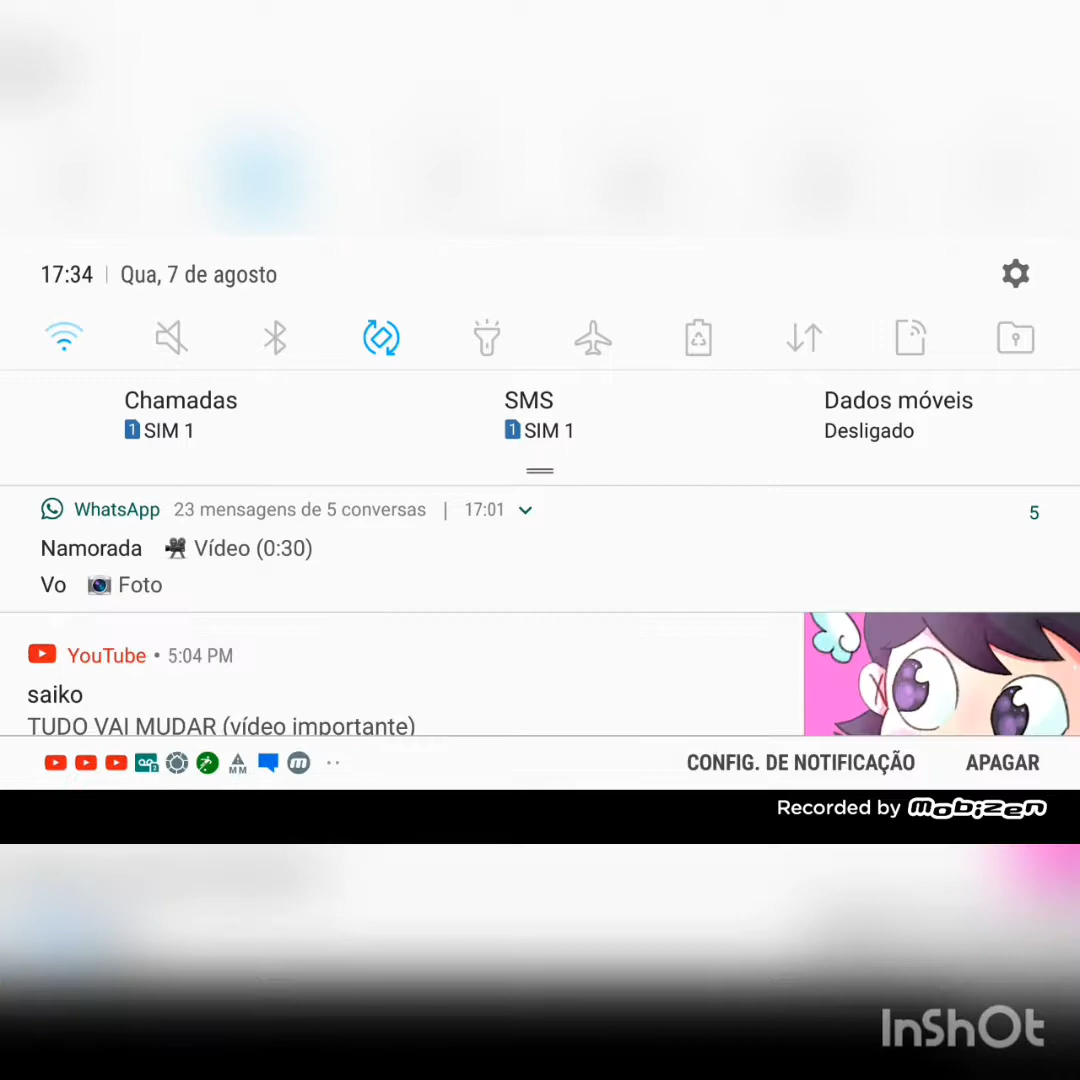 17:34 | Qua, 7 de agosto
Chamadas SMS Dados móveis
1 SIM 1 1 SIM 1 Desligado
WhatsApp 23 mensagens de 5 conversas | 17:01 5
Namorada 🎥 Vídeo (0:30)
Vo 📷 Foto
YouTube • 5:04 PM
saiko
TUDO VAI MUDAR (vídeo importante)
CONFIG. DE NOTIFICAÇÃO APAGAR
Recorded by Mobizen
InShOt